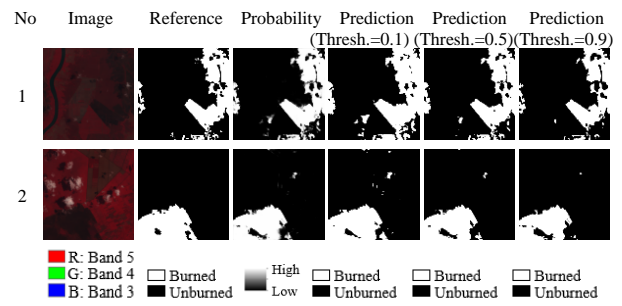 No Image Reference Probability Prediction Prediction Prediction
(Thresh.=0.1) (Thresh.=0.5) (Thresh.=0.9)
1
2
R: Band 5 High
G: Band 4 Burned Burned Burned Burned
B: Band 3 Unburned Low Unburned Unburned Unburned